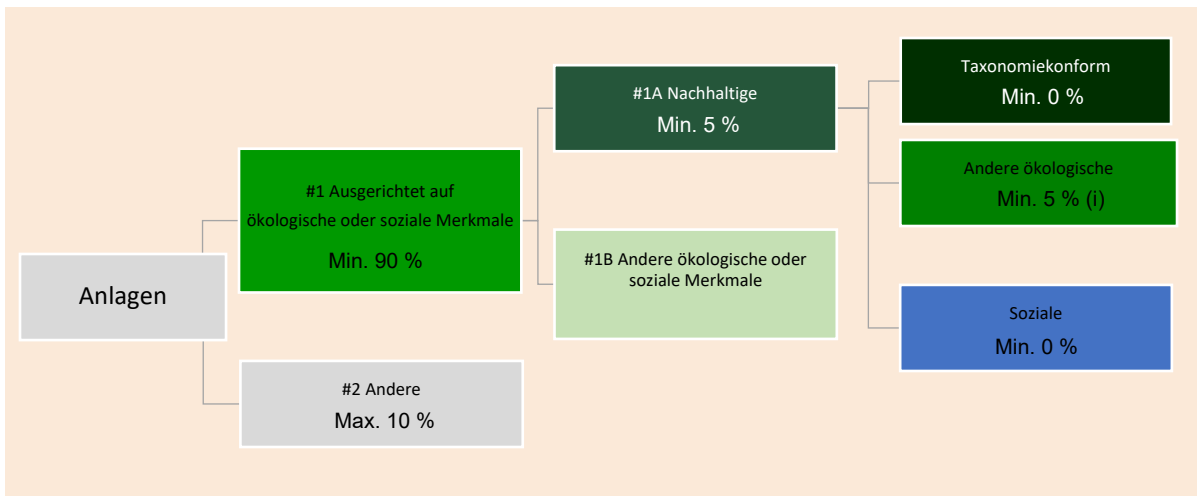 Anlagen
#1 Ausgerichtet auf
ökologische oder soziale Merkmale
Min. 90 %
#2 Andere
Max. 10 %
#1A Nachhaltige
Min. 5 %
#1B Andere ökologische oder
soziale Merkmale
Taxonomiekonform
Min. 0 %
Andere ökologische
Min. 5 % (i)
Soziale
Min. 0 %